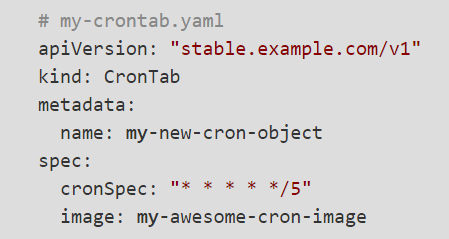 # my-crontab.yaml
apiVersion: "stable.example.com/v1"
kind: CronTab
metadata:
  name: my-new-cron-object
spec:
  cronSpec: "* * * * */5"
  image: my-awesome-cron-image